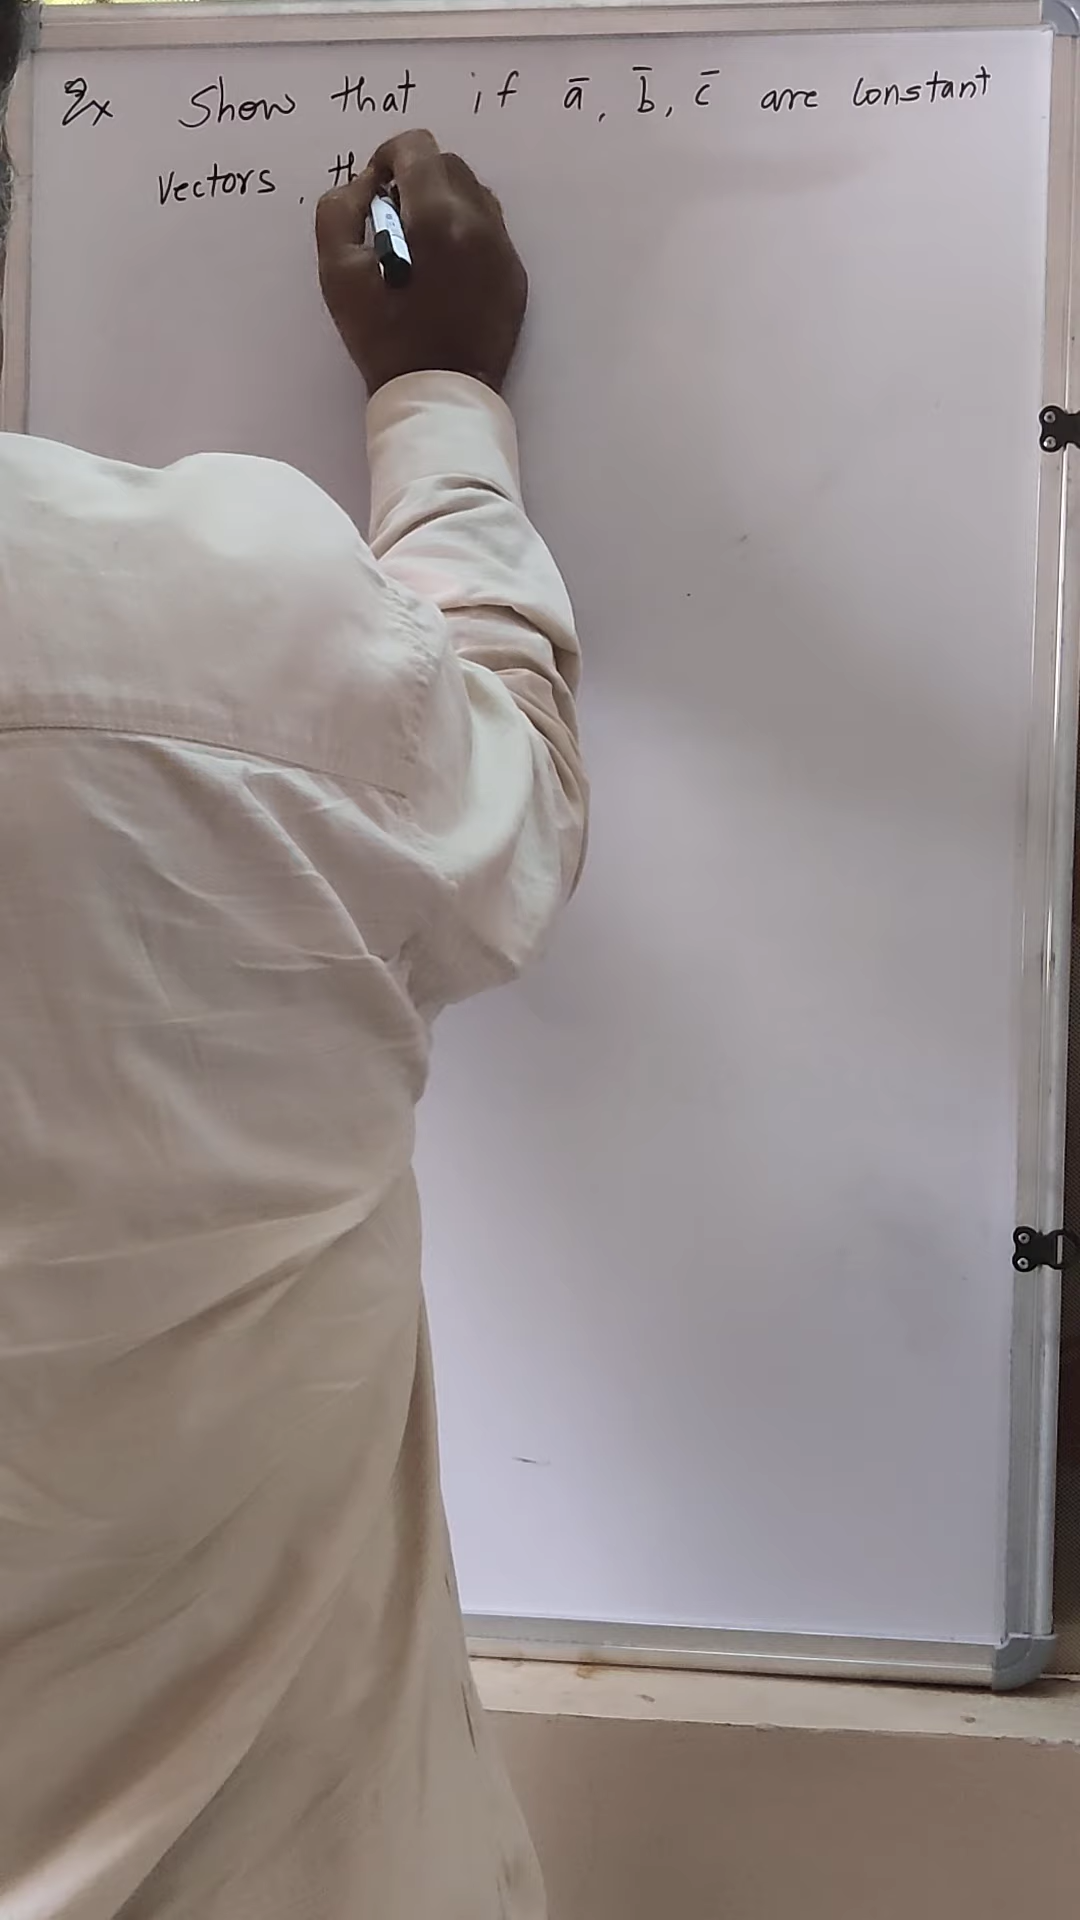 Ex Show that if a̅, b̅, c̅ are constant
vectors,